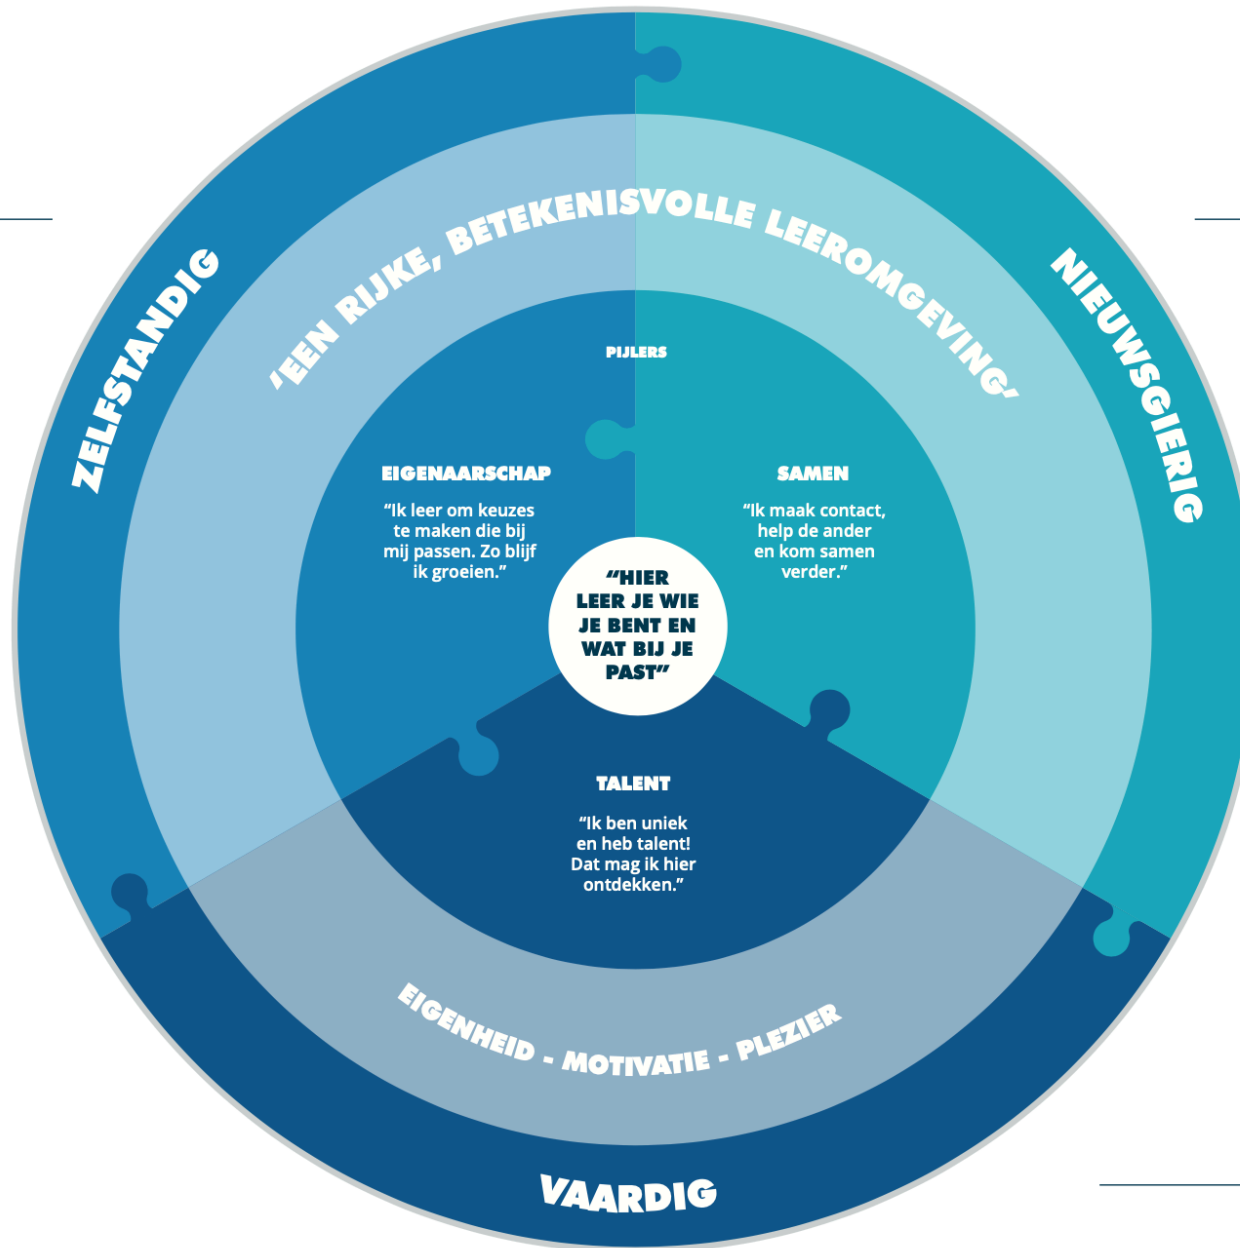 ZELFSTANDIG
NIEUWSGIERIG
‘EEN RIJKE, BETEKENISVOLLE LEEROMGEVING’
PIJLERS
EIGENAARSCHAP
“Ik leer om keuzes
te maken die bij
mij passen. Zo blijf
ik groeien.”
SAMEN
“Ik maak contact,
help de ander
en kom samen
verder.”
“HIER
LEER JE WIE
JE BENT EN
WAT BIJ JE
PAST”
TALENT
“Ik ben uniek
en heb talent!
Dat mag ik hier
ontdekken.”
EIGENHEID - MOTIVATIE - PLEZIER
VAARDIG